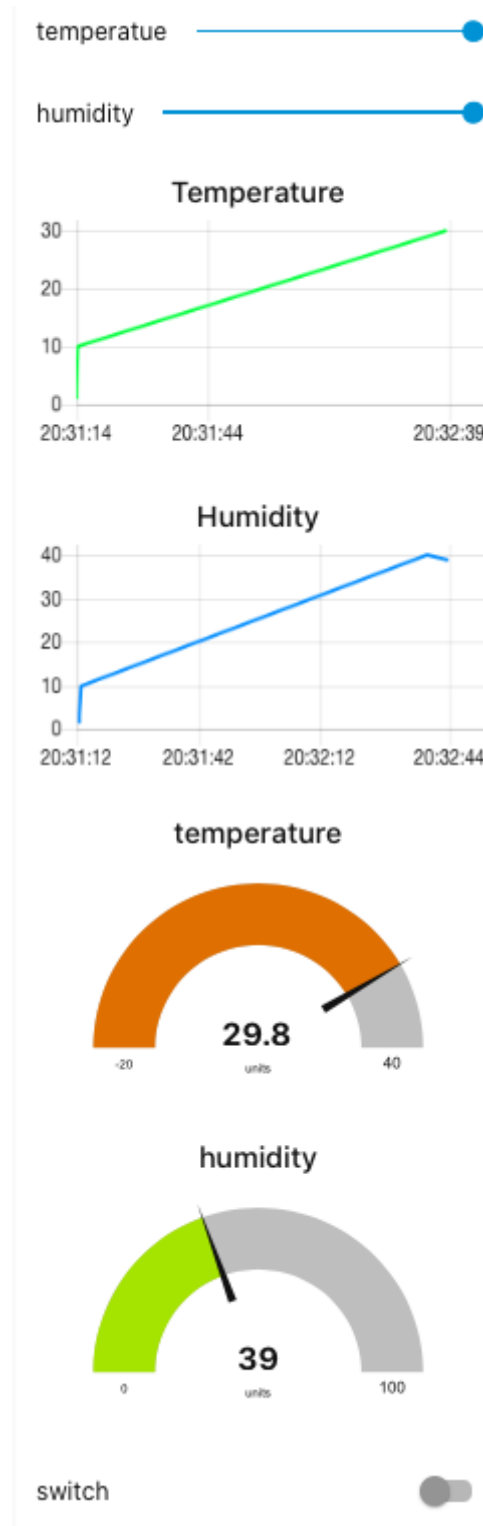 temperatue
humidity
Temperature
30
20
10
0
20:31:14 20:31:44 20:32:39
Humidity
40
30
20
10
0
20:31:12 20:31:42 20:32:12 20:32:44
temperature
29.8
units
-20 40
humidity
39
units
0 100
switch